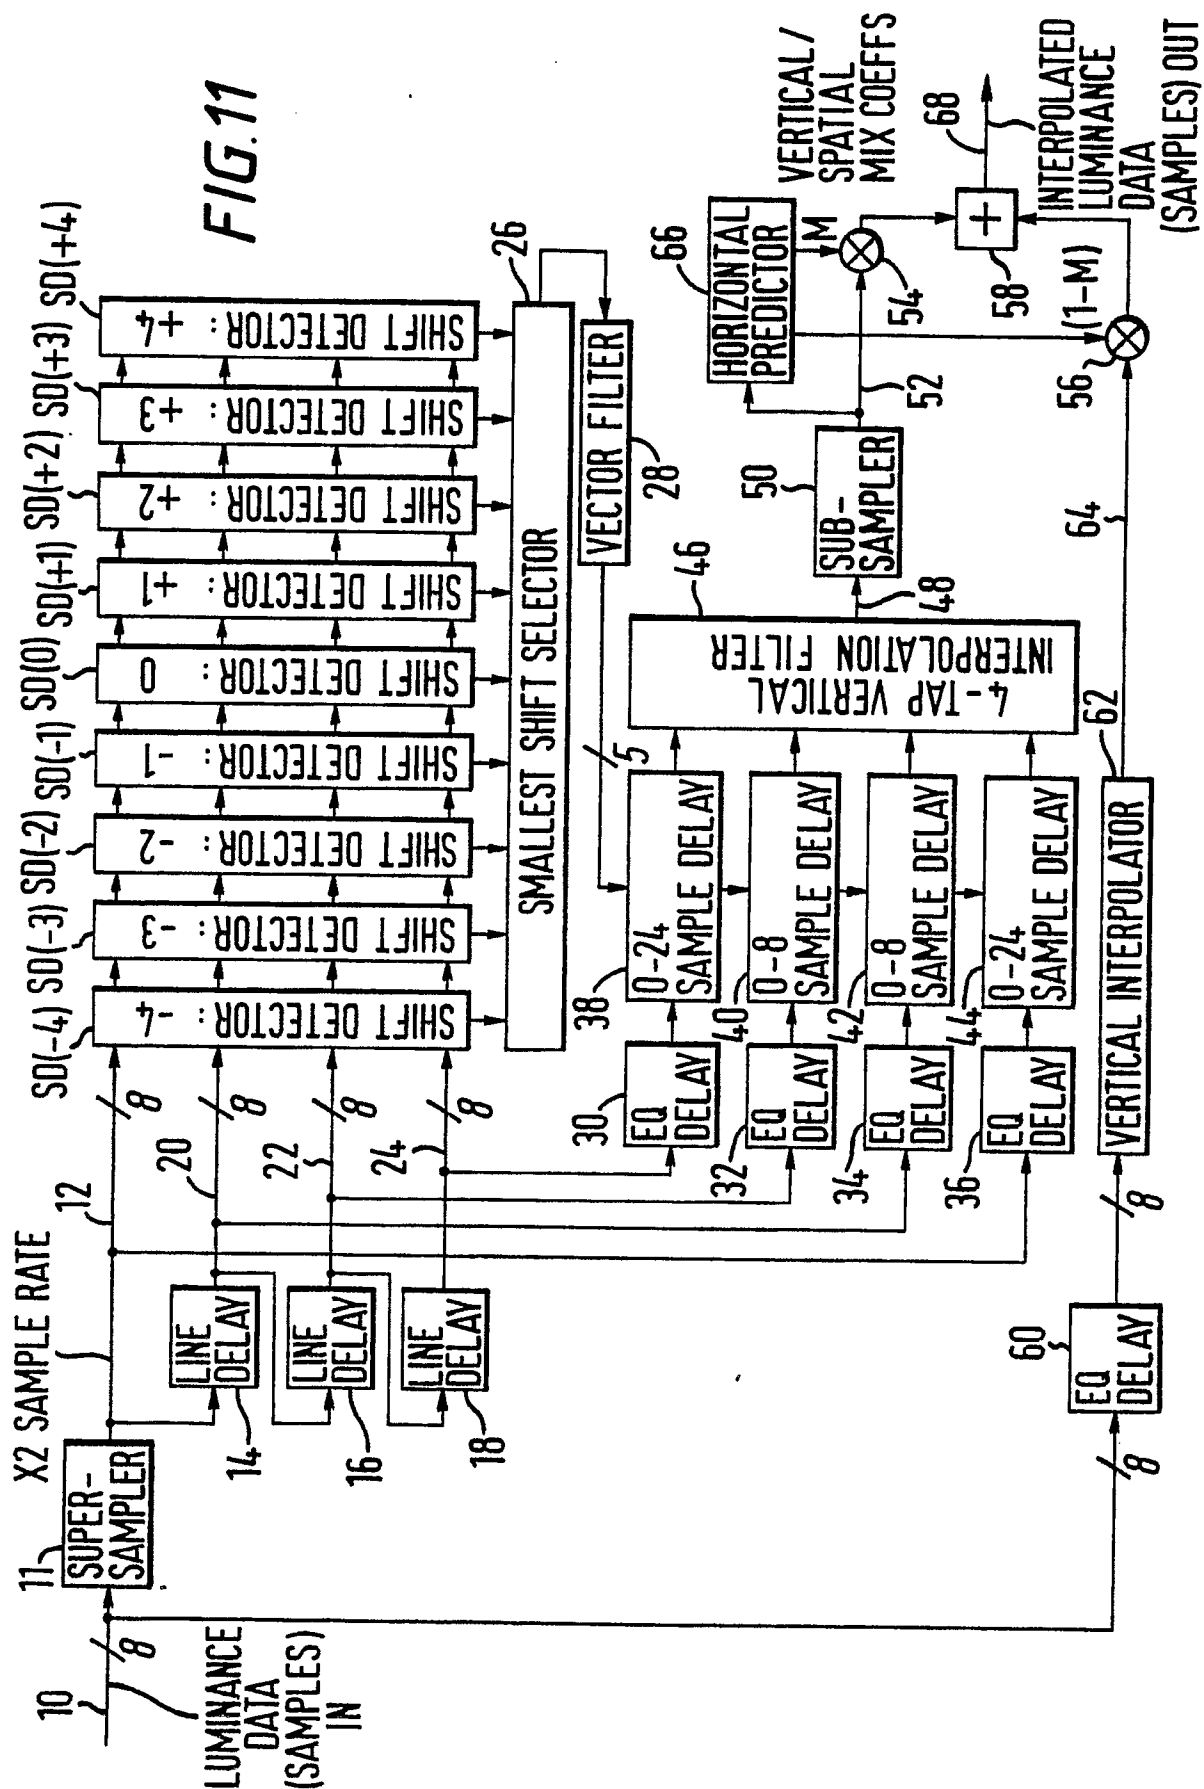 FIG.11
10
8
LUMINANCE
DATA
(SAMPLES)
IN
11
SUPER-
SAMPLER
X2 SAMPLE RATE
12
LINE
DELAY
14
LINE
DELAY
16
LINE
DELAY
18
20
22
24
8
8
8
8
SD(-4)
SD(-3)
SD(-2)
SD(-1)
SD(0)
SD(+1)
SD(+2)
SD(+3)
SD(+4)
SHIFT DETECTOR: -4
SHIFT DETECTOR: -3
SHIFT DETECTOR: -2
SHIFT DETECTOR: -1
SHIFT DETECTOR: 0
SHIFT DETECTOR: +1
SHIFT DETECTOR: +2
SHIFT DETECTOR: +3
SHIFT DETECTOR: +4
SMALLEST SHIFT SELECTOR
26
VECTOR FILTER
28
5
30
EQ
DELAY
32
EQ
DELAY
34
EQ
DELAY
36
EQ
DELAY
38
0-24
SAMPLE DELAY
40
0-8
SAMPLE DELAY
42
0-8
SAMPLE DELAY
44
0-24
SAMPLE DELAY
4-TAP VERTICAL
INTERPOLATION FILTER
46
48
SUB-
SAMPLER
50
52
HORIZONTAL
PREDICTOR
66
M
54
VERTICAL/
SPATIAL
MIX COEFFS
+
58
68
INTERPOLATED
LUMINANCE
DATA
(SAMPLES) OUT
(1-M)
56
8
60
EQ
DELAY
8
VERTICAL INTERPOLATOR
62
64